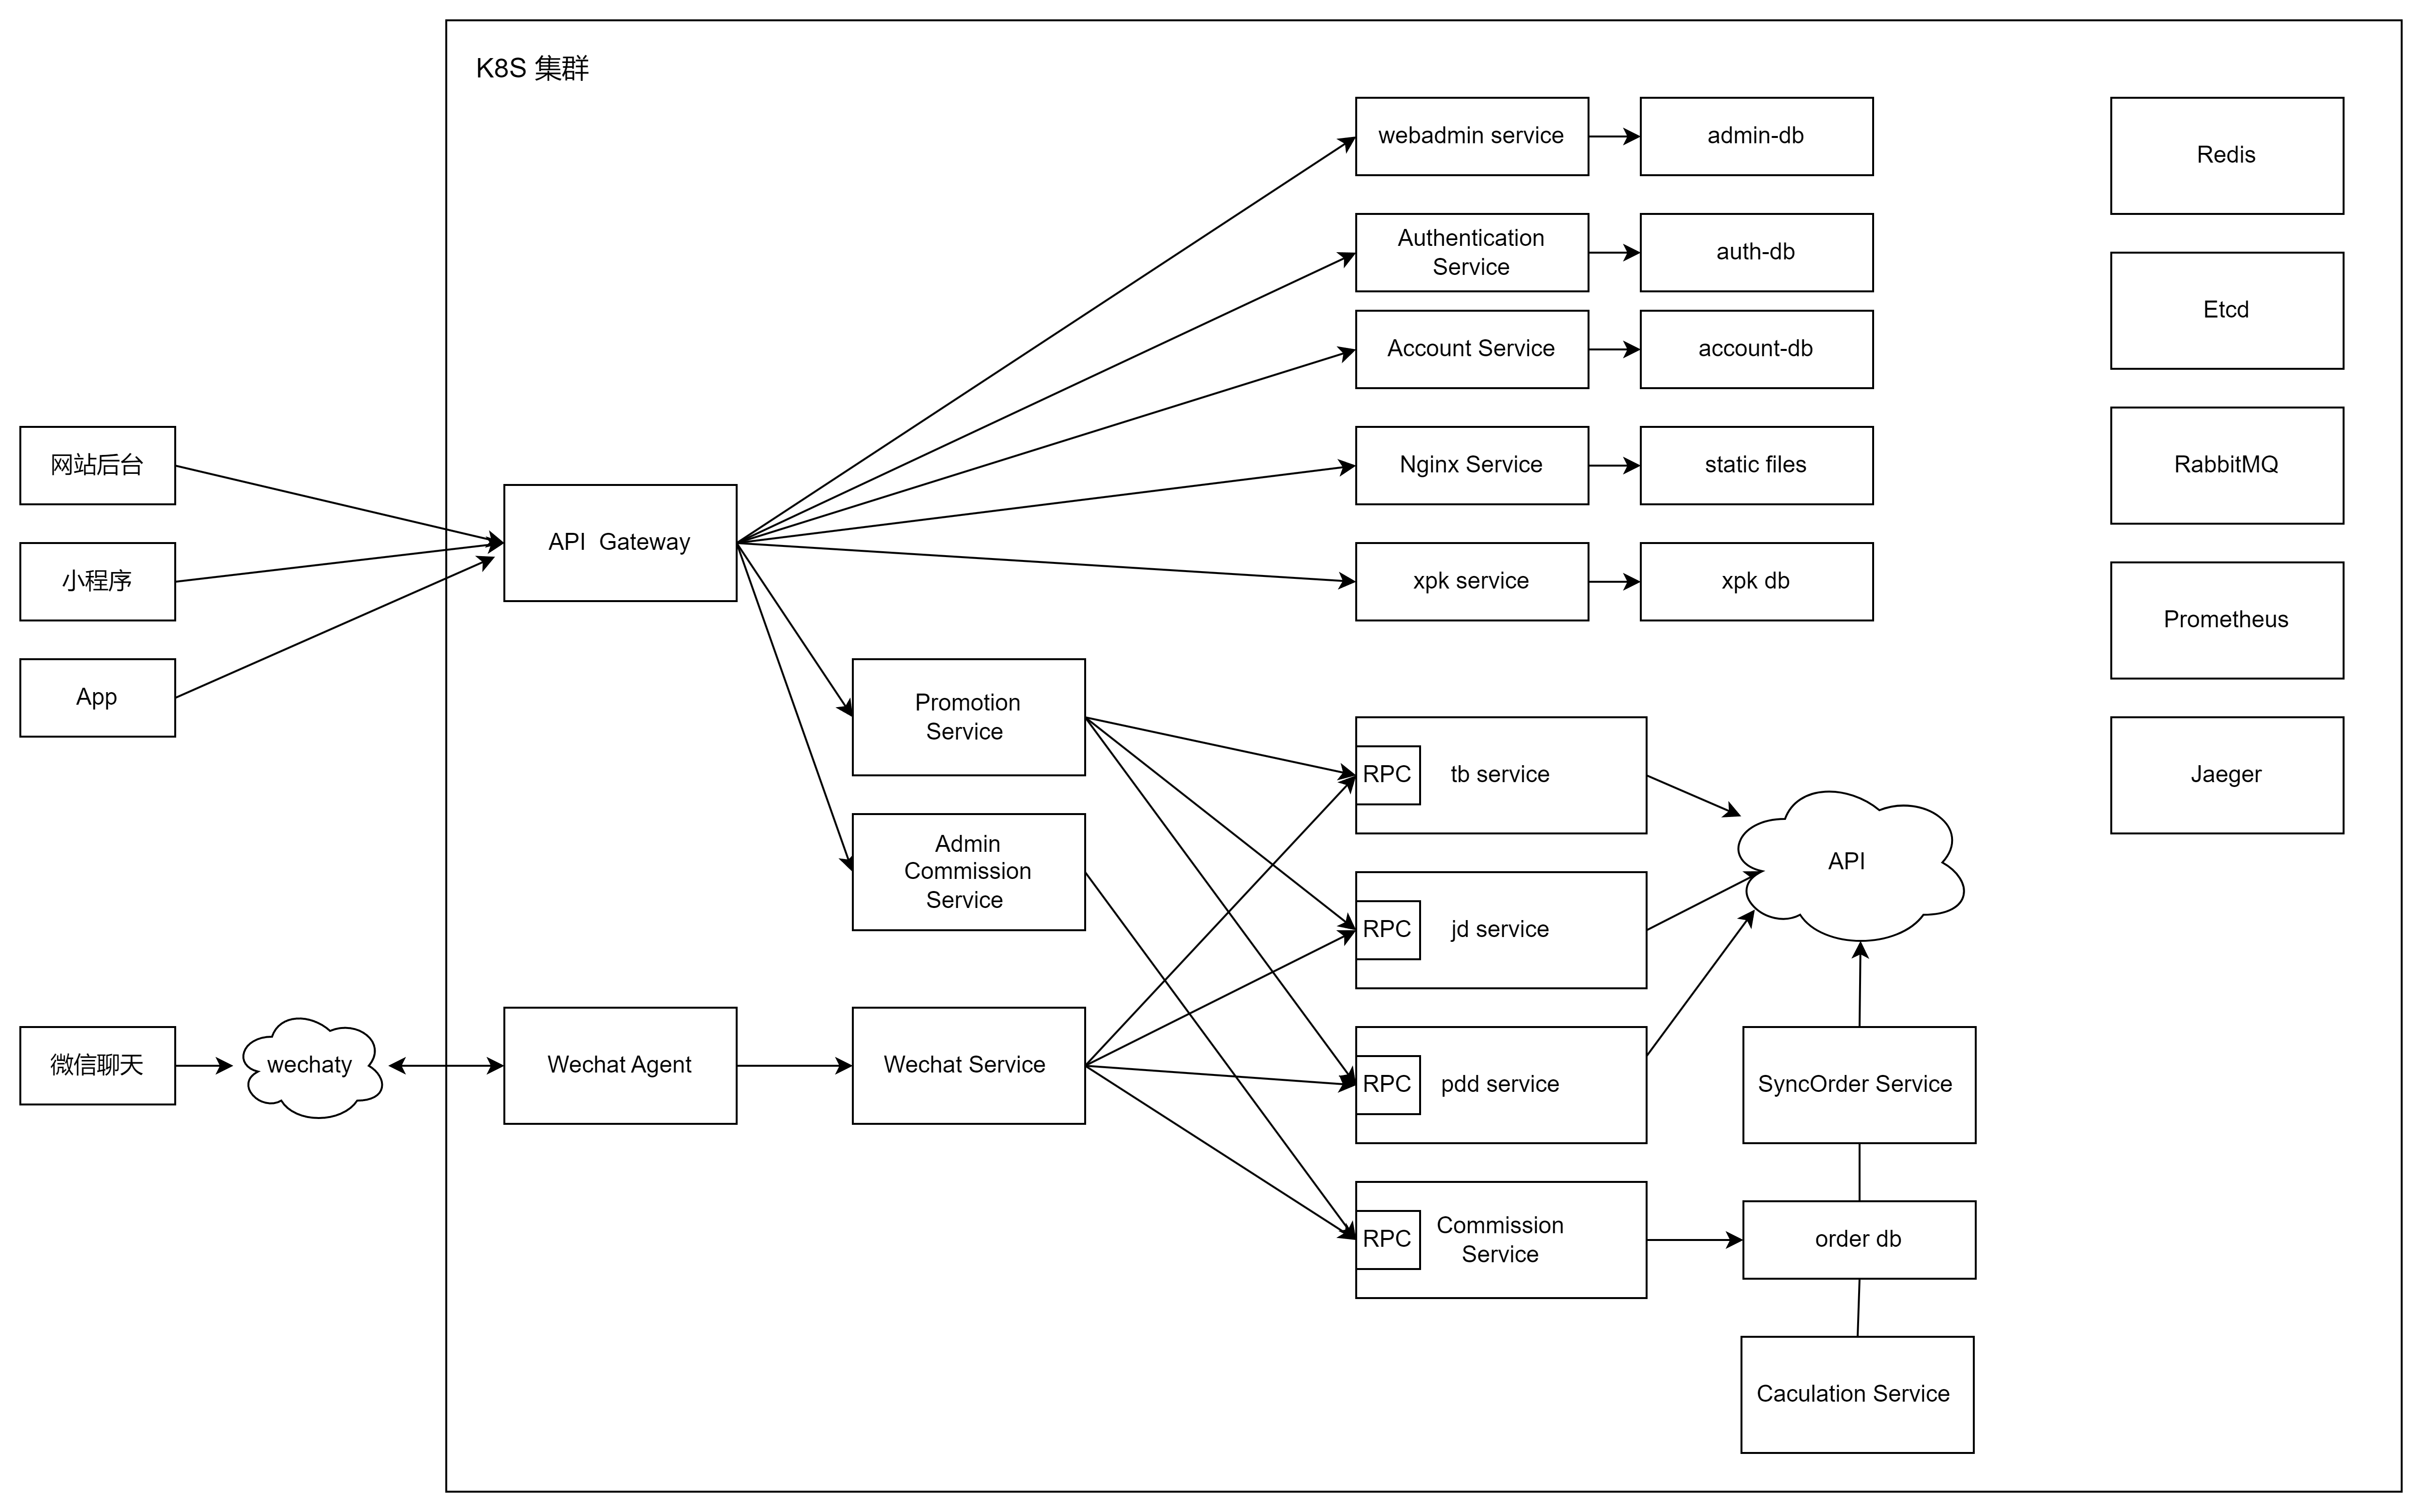 K8S 集群
网站后台
小程序
App
微信聊天
wechaty
API  Gateway
Wechat Agent
Promotion
Service
Admin
Commission
Service
Wechat Service
webadmin service
admin-db
Authentication
Service
auth-db
Account Service
account-db
Nginx Service
static files
xpk service
xpk db
RPC
tb service
RPC
jd service
RPC
pdd service
RPC
Commission
Service
API
SyncOrder Service
order db
Caculation Service
Redis
Etcd
RabbitMQ
Prometheus
Jaeger